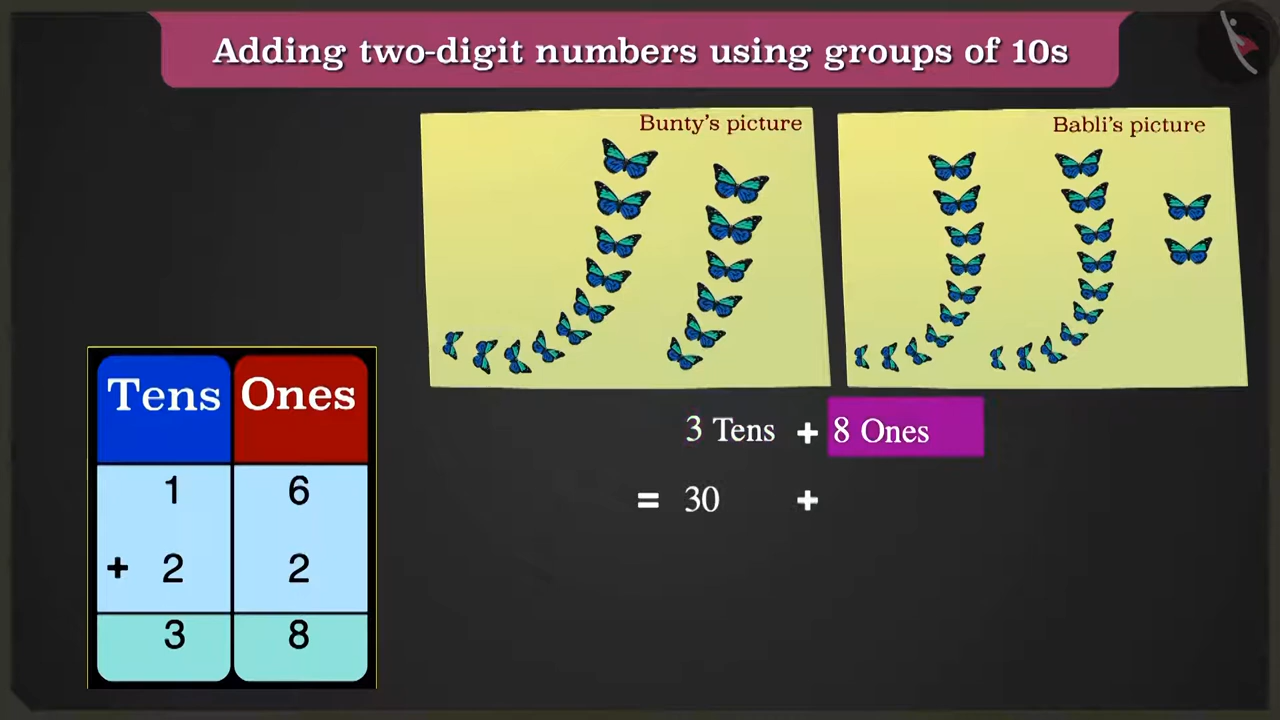 Adding two-digit numbers using groups of 10s
Bunty's picture
Babli's picture
Tens Ones
1 6
+ 2 2
3 8
3 Tens + 8 Ones
= 30 +